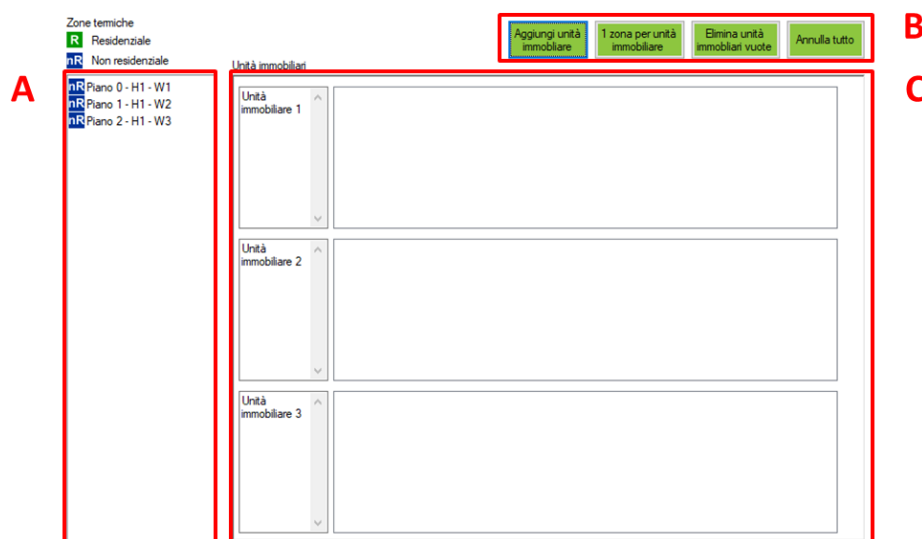 Zone termiche
R Residenziale
nR Non residenziale
Aggiungi unità
immobliare
1 zona per unità
immobiliare
Elimina unità
immobliari vuote
Annulla tutto
B
Unità immobiliari
A
C
nR Piano 0 - H1 - W1
nR Piano 1 - H1 - W2
nR Piano 2 - H1 - W3
Unità
immobiliare 1
Unità
immobiliare 2
Unità
immobiliare 3